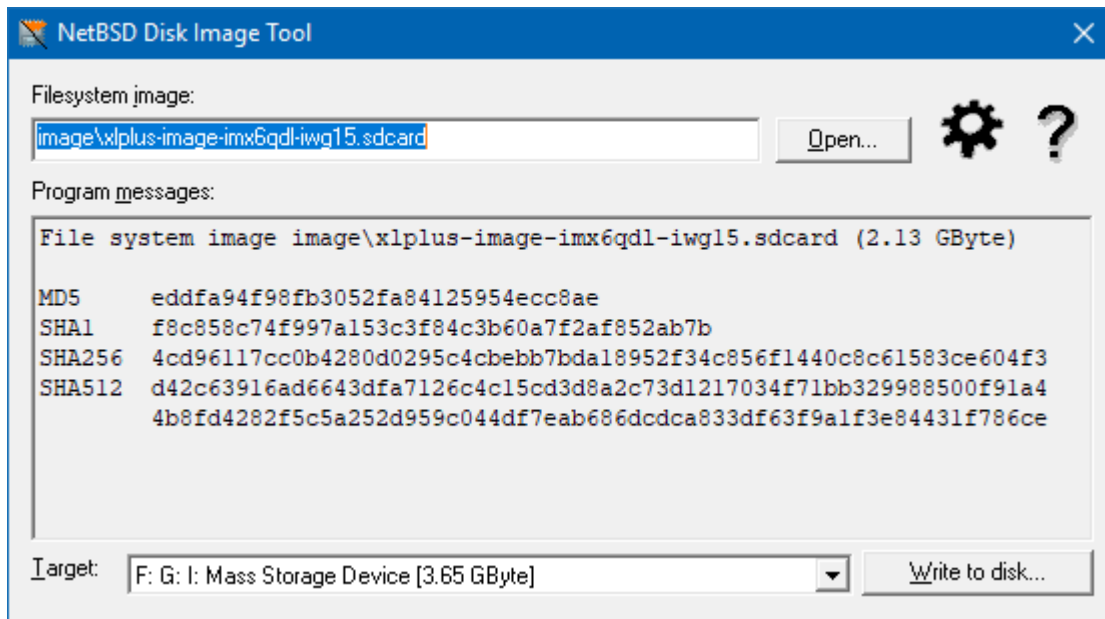 NetBSD Disk Image Tool
Filesystem image:
image\xlplus-image-imx6qdl-iwg15.sdcard
Open...
?
Program messages:
File system image image\xlplus-image-imx6qdl-iwg15.sdcard (2.13 GByte)
MD5 eddfa94f98fb3052fa84125954ecc8ae
SHA1 f8c858c74f997a153c3f84c3b60a7f2af852ab7b
SHA256 4cd96117cc0b4280d0295c4cbebb7bda18952f34c856f1440c8c61583ce604f3
SHA512 d42c63916ad6643dfa7126c4c15cd3d8a2c73d1217034f71bb329988500f91a4
4b8fd4282f5c5a252d959c044df7eab686dcdca833df63f9a1f3e84431f786ce
Target:
F: G: I: Mass Storage Device [3.65 GByte]
Write to disk...